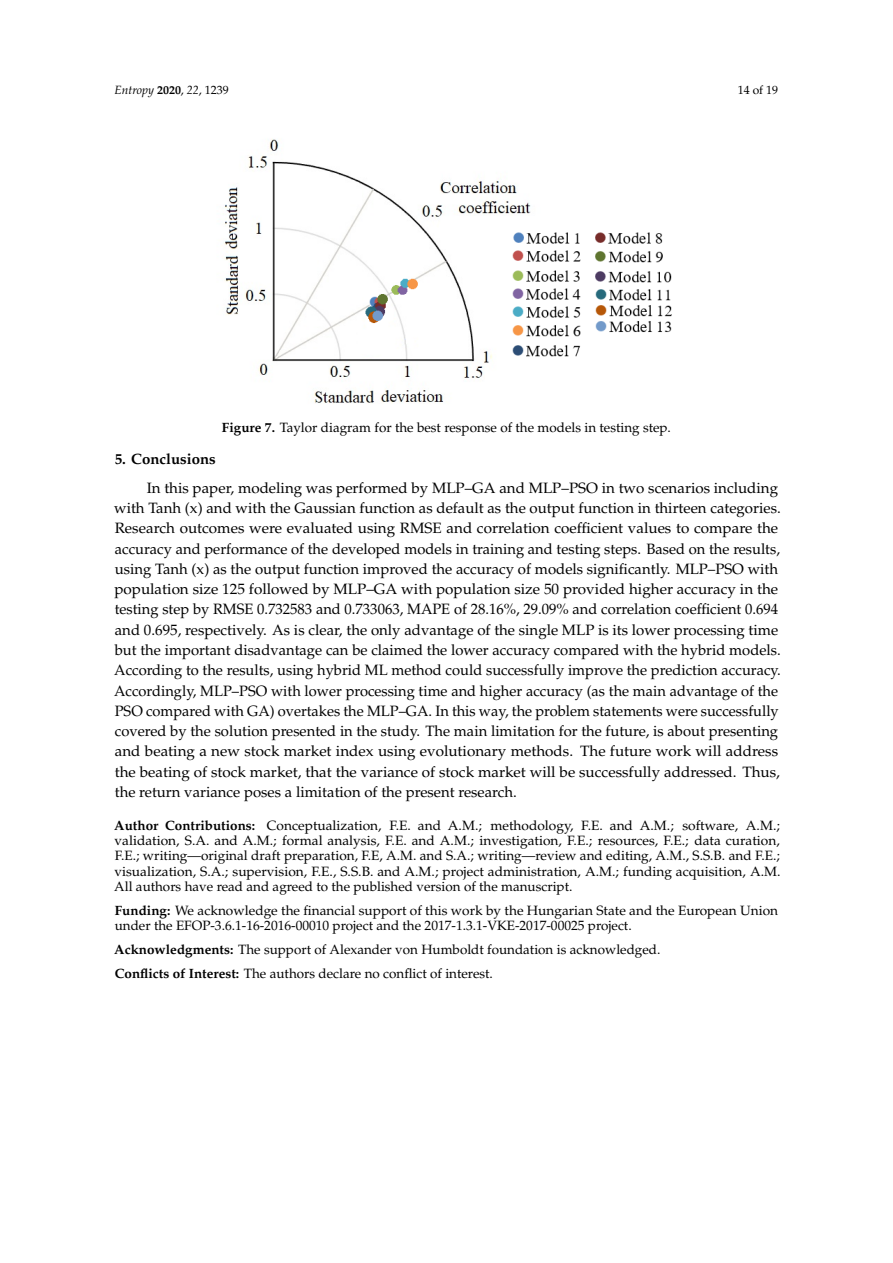 Entropy 2020, 22, 1239
14 of 19
0
1.5
Correlation
0.5 coefficient
Standard deviation
1
0.5
0
0.5
1
1.5
1
Standard deviation
Model 1 Model 8
Model 2 Model 9
Model 3 Model 10
Model 4 Model 11
Model 5 Model 12
Model 6 Model 13
Model 7
Figure 7. Taylor diagram for the best response of the models in testing step.
5. Conclusions
In this paper, modeling was performed by MLP–GA and MLP–PSO in two scenarios including
with Tanh (x) and with the Gaussian function as default as the output function in thirteen categories.
Research outcomes were evaluated using RMSE and correlation coefficient values to compare the
accuracy and performance of the developed models in training and testing steps. Based on the results,
using Tanh (x) as the output function improved the accuracy of models significantly. MLP–PSO with
population size 125 followed by MLP–GA with population size 50 provided higher accuracy in the
testing step by RMSE 0.732583 and 0.733063, MAPE of 28.16%, 29.09% and correlation coefficient 0.694
and 0.695, respectively. As is clear, the only advantage of the single MLP is its lower processing time
but the important disadvantage can be claimed the lower accuracy compared with the hybrid models.
According to the results, using hybrid ML method could successfully improve the prediction accuracy.
Accordingly, MLP–PSO with lower processing time and higher accuracy (as the main advantage of the
PSO compared with GA) overtakes the MLP–GA. In this way, the problem statements were successfully
covered by the solution presented in the study. The main limitation for the future, is about presenting
and beating a new stock market index using evolutionary methods. The future work will address
the beating of stock market, that the variance of stock market will be successfully addressed. Thus,
the return variance poses a limitation of the present research.
Author Contributions: Conceptualization, F.E. and A.M.; methodology, F.E. and A.M.; software, A.M.;
validation, S.A. and A.M.; formal analysis, F.E. and A.M.; investigation, F.E.; resources, F.E.; data curation,
F.E.; writing—original draft preparation, F.E, A.M. and S.A.; writing—review and editing, A.M., S.S.B. and F.E.;
visualization, S.A.; supervision, F.E., S.S.B. and A.M.; project administration, A.M.; funding acquisition, A.M.
All authors have read and agreed to the published version of the manuscript.
Funding: We acknowledge the financial support of this work by the Hungarian State and the European Union
under the EFOP-3.6.1-16-2016-00010 project and the 2017-1.3.1-VKE-2017-00025 project.
Acknowledgments: The support of Alexander von Humboldt foundation is acknowledged.
Conflicts of Interest: The authors declare no conflict of interest.